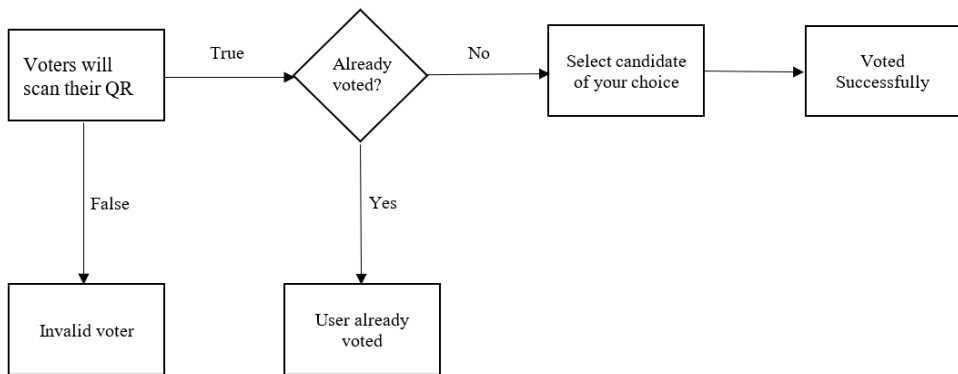 Voters will
scan their QR
True
Already
voted?
No
Select candidate
of your choice
Voted
Successfully
False
Yes
Invalid voter
User already
voted